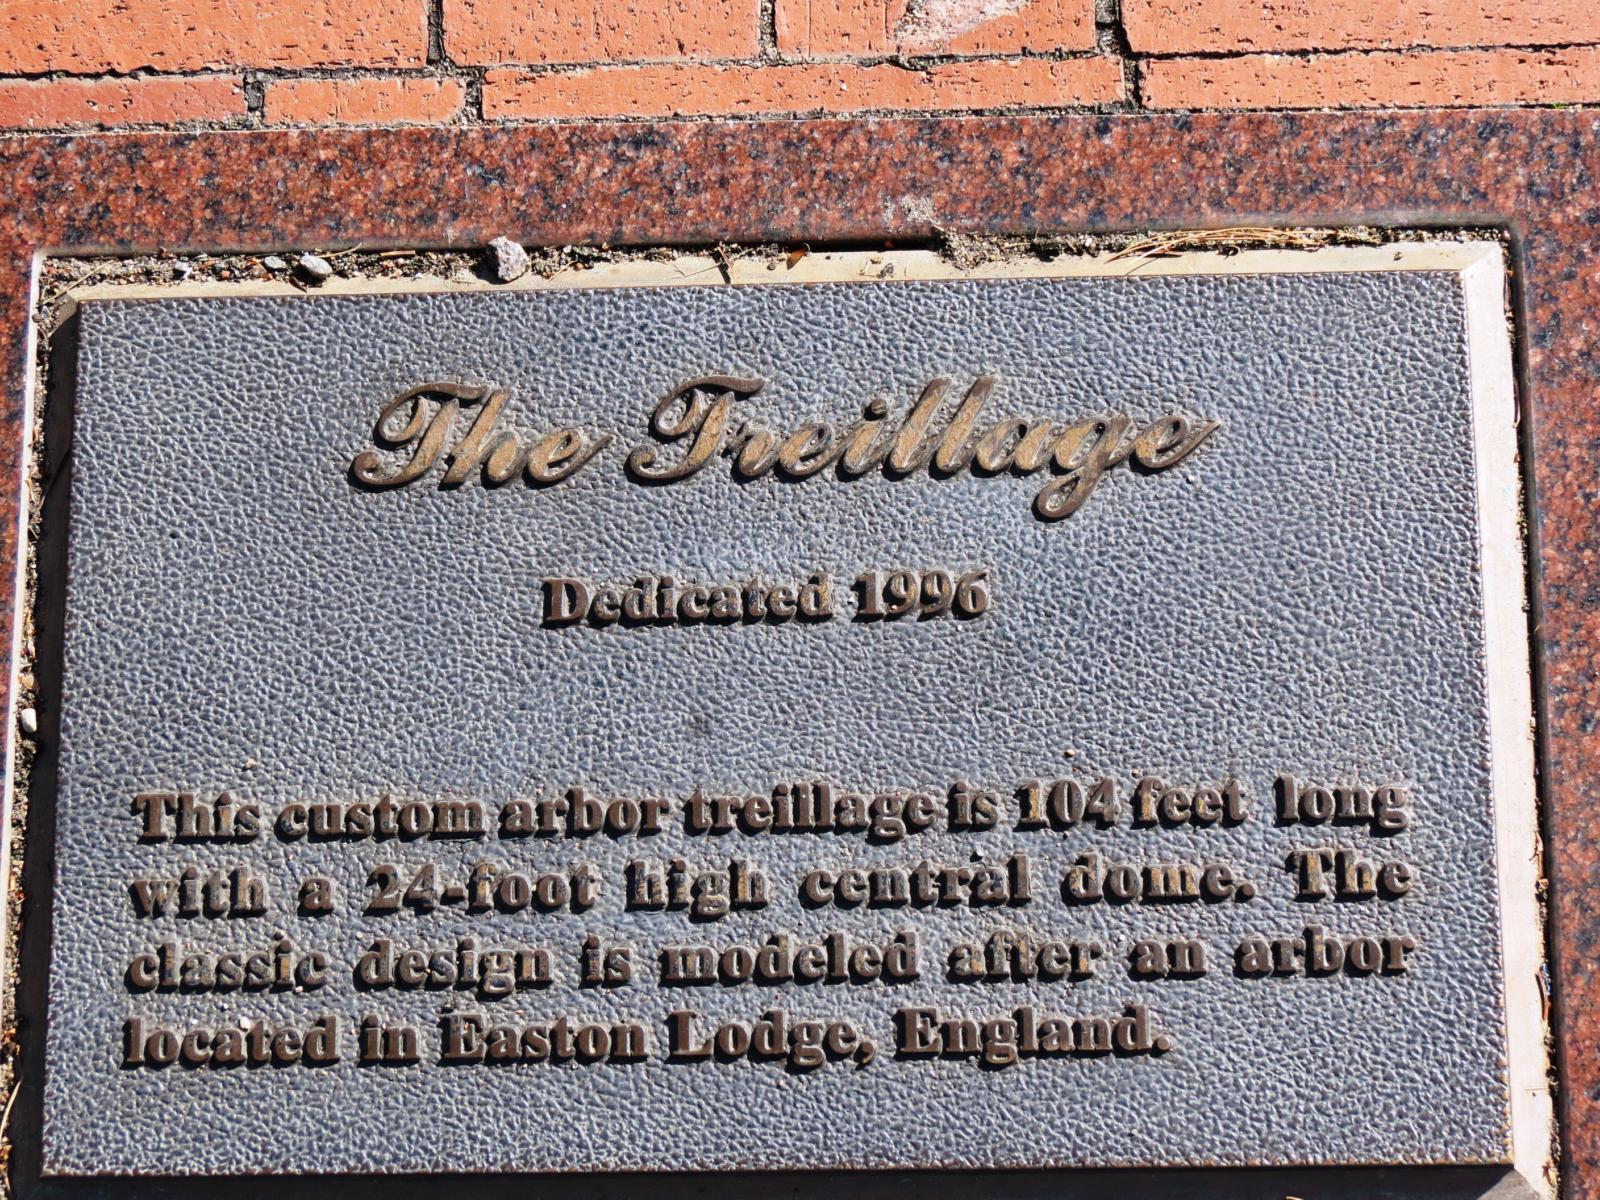 The Treillage
Dedicated 1996
This custom arbor treillage is 104 feet long
with a 24-foot high central dome. The
classic design is modeled after an arbor
located in Easton Lodge, England.